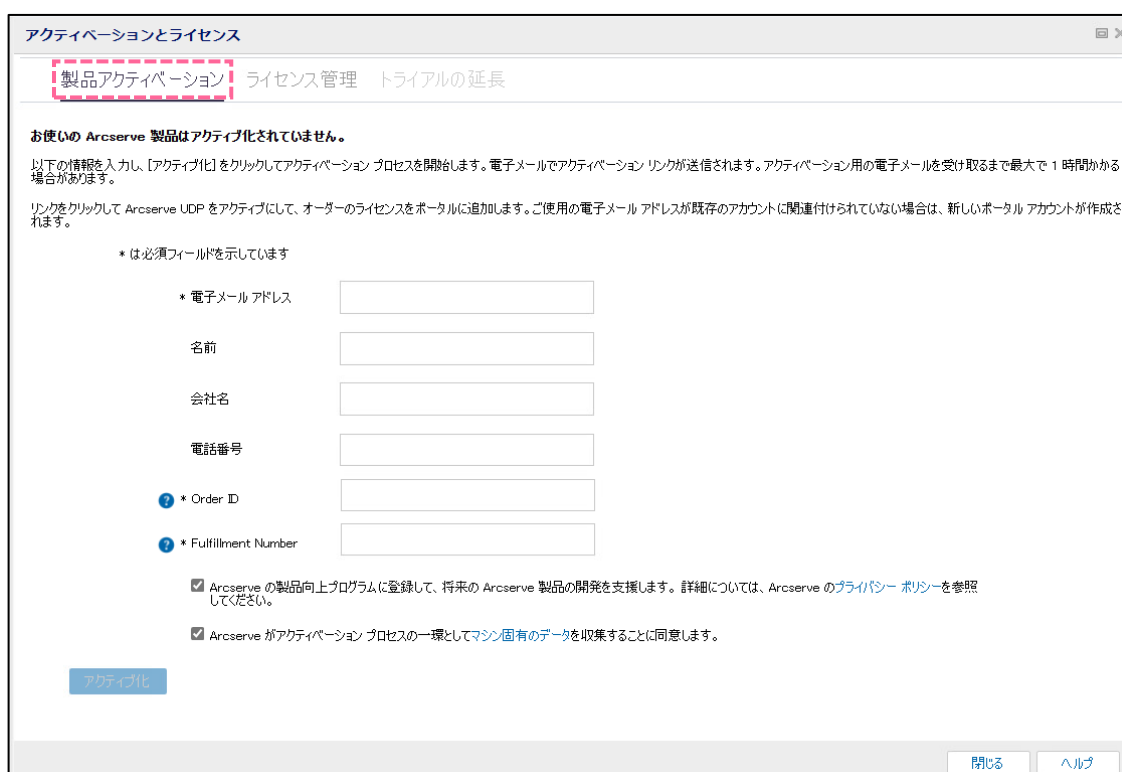 アクティベーションとライセンス
製品アクティベーション ライセンス管理 トライアルの延長
お使いの Arcserve 製品はアクティブ化されていません。
以下の情報を入力し、[アクティブ化] をクリックしてアクティベーション プロセスを開始します。電子メールでアクティベーション リンクが送信されます。アクティベーション用の電子メールを受け取るまで最大で 1 時間かかる
場合があります。
リンクをクリックして Arcserve UDP をアクティブにして、オーダーのライセンスをポータルに追加します。ご使用の電子メール アドレスが既存のアカウントに関連付けられていない場合は、新しいポータル アカウントが作成さ
れます。
* は必須フィールドを示しています
* 電子メール アドレス
名前
会社名
電話番号
? * Order ID
? * Fulfillment Number
Arcserve の製品向上プログラムに登録して、将来の Arcserve 製品の開発を支援します。詳細については、Arcserve のプライバシー ポリシーを参照
してください。
Arcserve がアクティベーション プロセスの一環としてマシン固有のデータを収集することに同意します。
アクティブ化
閉じる ヘルプ